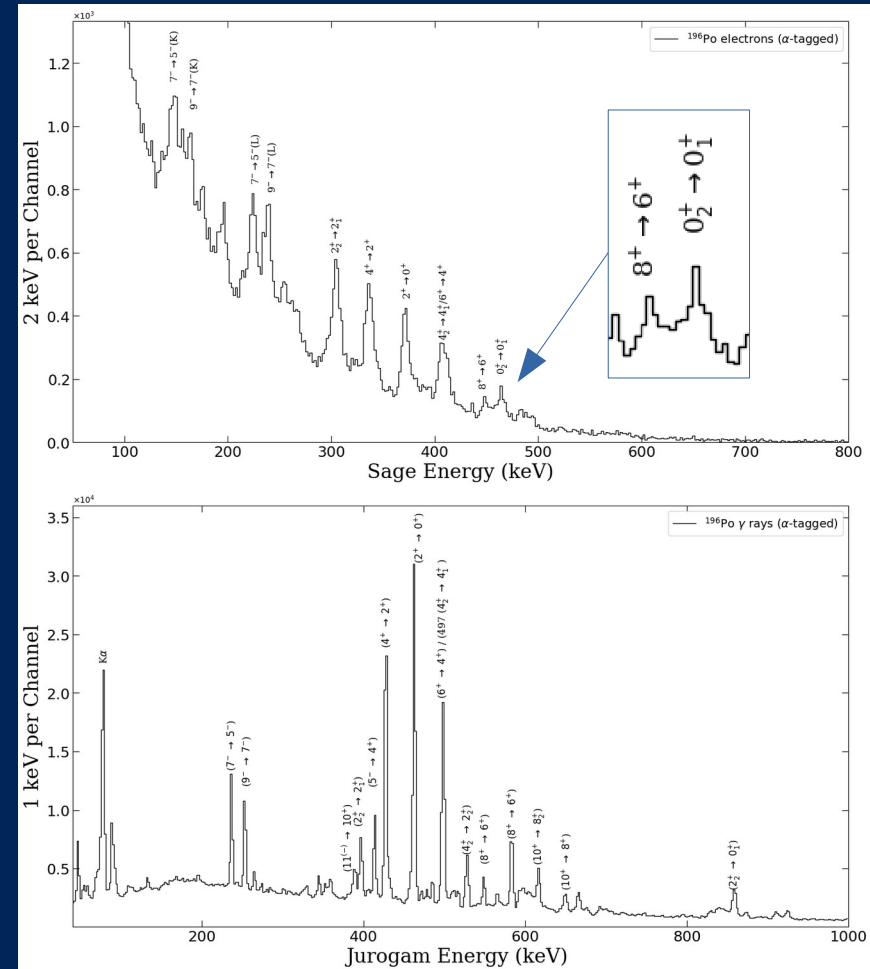 ×10³
¹⁹⁶Po electrons (α-tagged)
1.2
1.0
0.8
0.6
0.4
0.2
0.0
2 keV per Channel
7⁻→5⁻(K)
9⁻→7⁻(K)
7⁻→5⁻(L)
9⁻→7⁻(L)
2₂⁺→2₁⁺
4⁺→2⁺
2⁺→0⁺
4₂⁺→4₁⁺/6⁺→4⁺
8⁺→6⁺
0₂⁺→0₁⁺
8⁺→6⁺
0₂⁺→0₁⁺
100 200 300 400 500 600 700 800
Sage Energy (keV)
×10⁴
¹⁹⁶Po γ rays (α-tagged)
3.5
3.0
2.5
2.0
1.5
1.0
0.5
1 keV per Channel
Kα
(7⁻ → 5⁻)
(9⁻ → 7⁻)
(11⁽⁻⁾ → 10⁺)
(2₂⁺ → 2₁⁺)
(5⁻ → 4⁺)
(4⁺ → 2⁺)
(2⁺ → 0⁺)
(6⁺ → 4⁺) / (497 (4₂⁺ → 4₁⁺ )
(4₂⁺ → 2₂⁺)
(8⁺ → 6⁺)
(8⁺ → 6⁺)
(10⁺ → 8₂⁺)
(10⁺ → 8⁺)
(2₂⁺ → 0₁⁺)
200 400 600 800 1000
Jurogam Energy (keV)